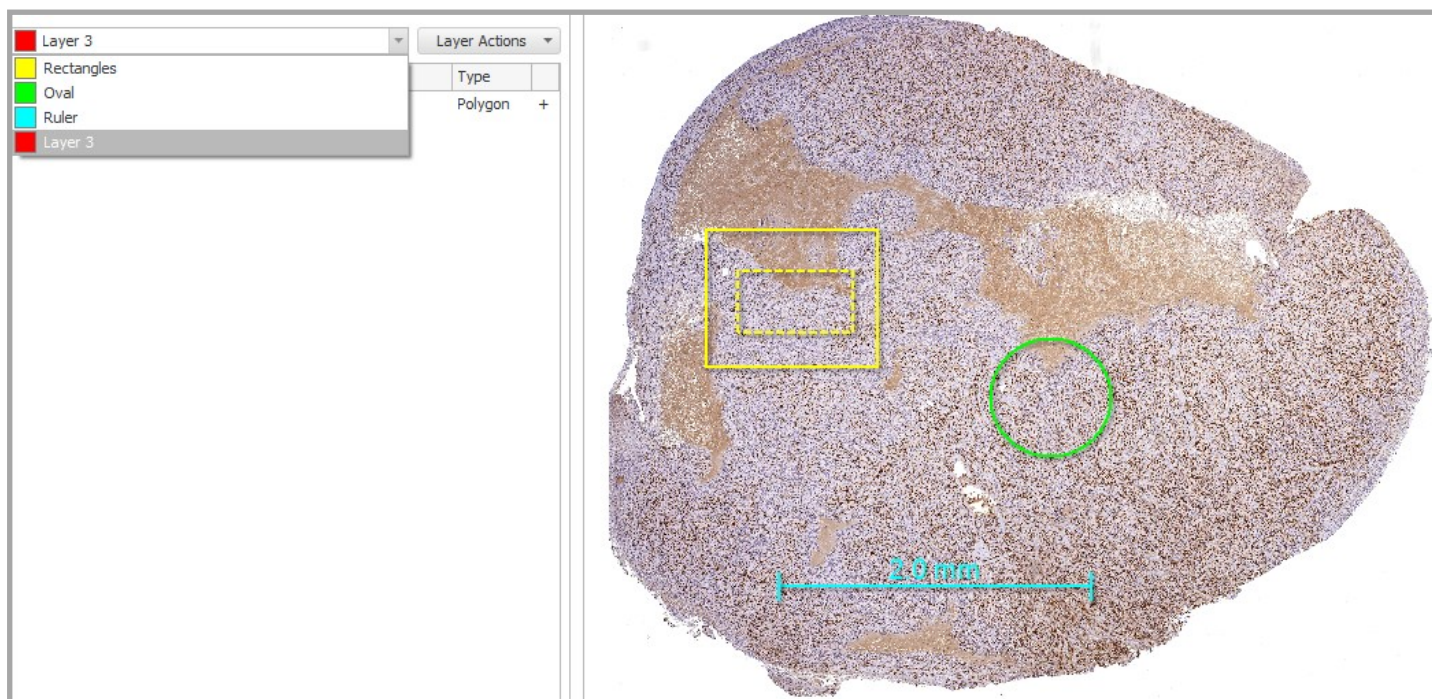 Layer 3
Layer Actions
Rectangles
Type
Oval
Polygon +
Ruler
Layer 3
2.0 mm